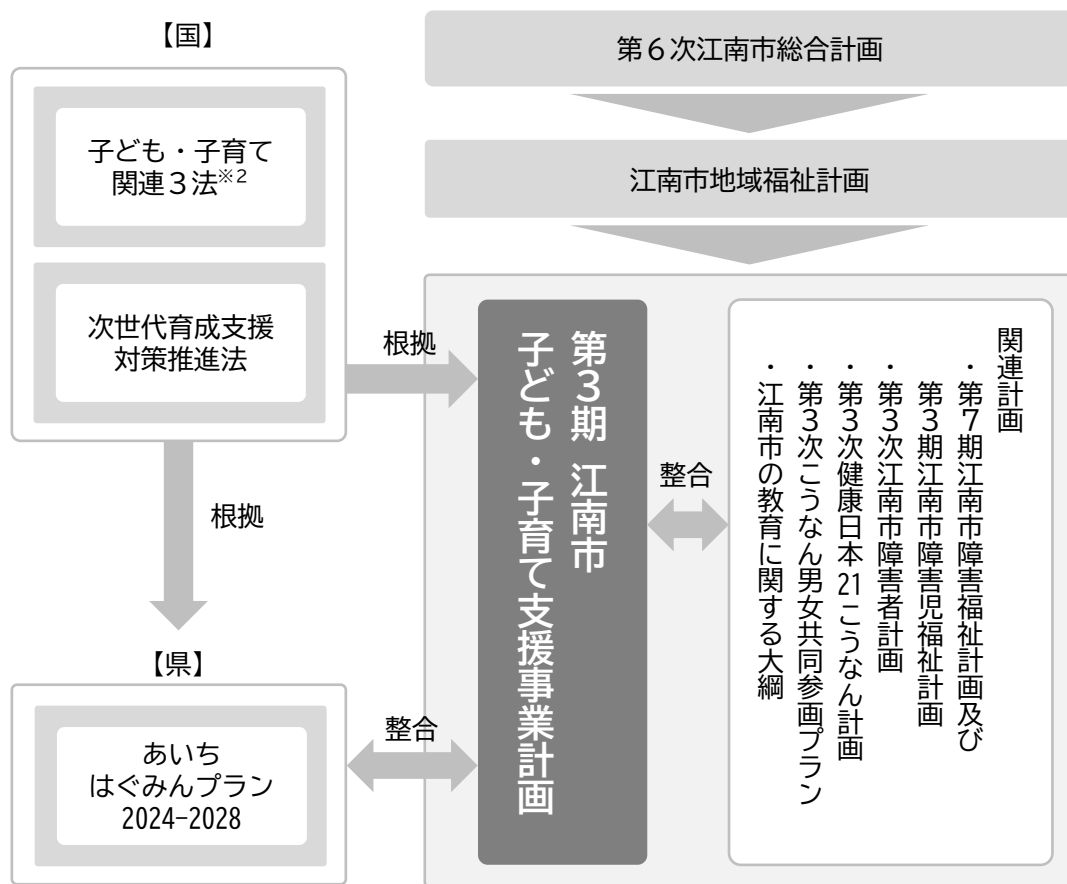 【国】
子ども・子育て
関連３法※2
次世代育成支援
対策推進法
根拠
根拠
【県】
あいち
はぐみんプラン
2024-2028
整合
第６次江南市総合計画
江南市地域福祉計画
第３期 江南市
子ども・子育て支援事業計画
整合
関連計画
・第７期江南市障害福祉計画及び
第３期江南市障害児福祉計画
・第３次江南市障害者計画
・第３次健康日本21こうなん計画
・第３次こうなん男女共同参画プラン
・江南市の教育に関する大綱